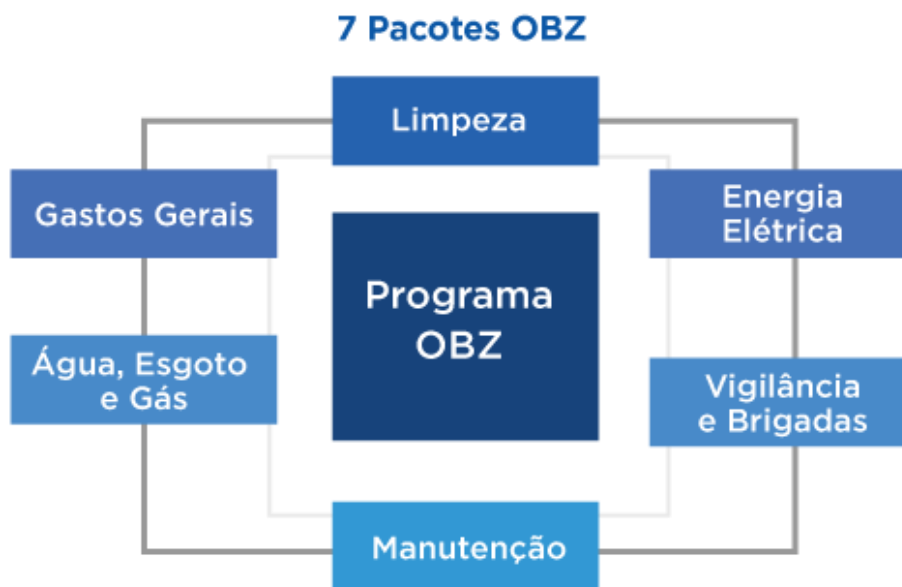 7 Pacotes OBZ
Limpeza
Gastos Gerais
Energia
Elétrica
Programa
OBZ
Água, Esgoto
e Gás
Vigilância
e Brigadas
Manutenção